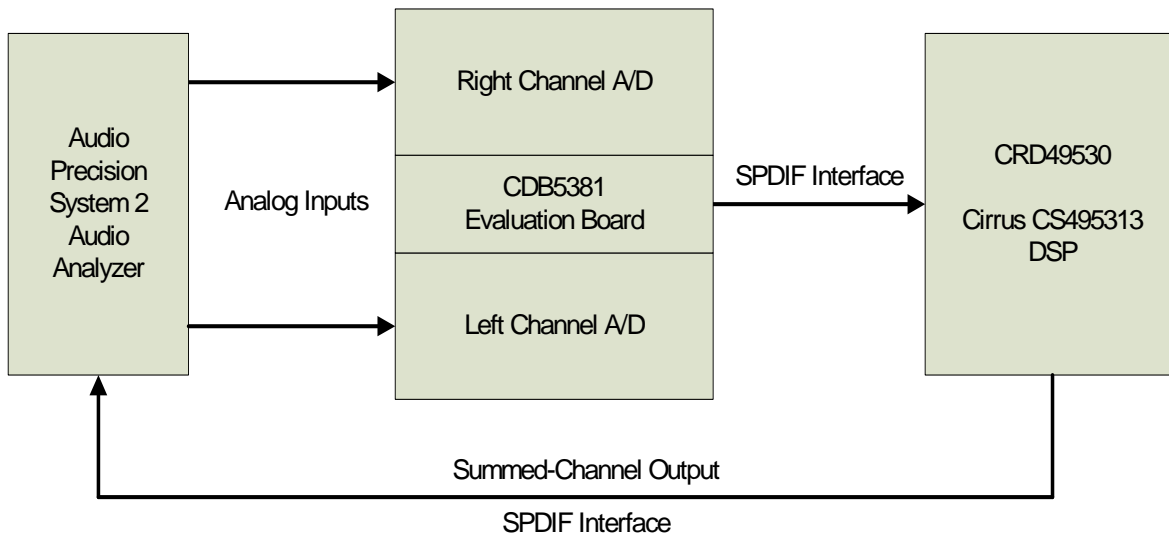 Audio
Precision
System 2
Audio
Analyzer
Analog Inputs
Right Channel A/D
CDB5381
Evaluation Board
Left Channel A/D
SPDIF Interface
CRD49530
Cirrus CS495313
DSP
Summed-Channel Output
SPDIF Interface